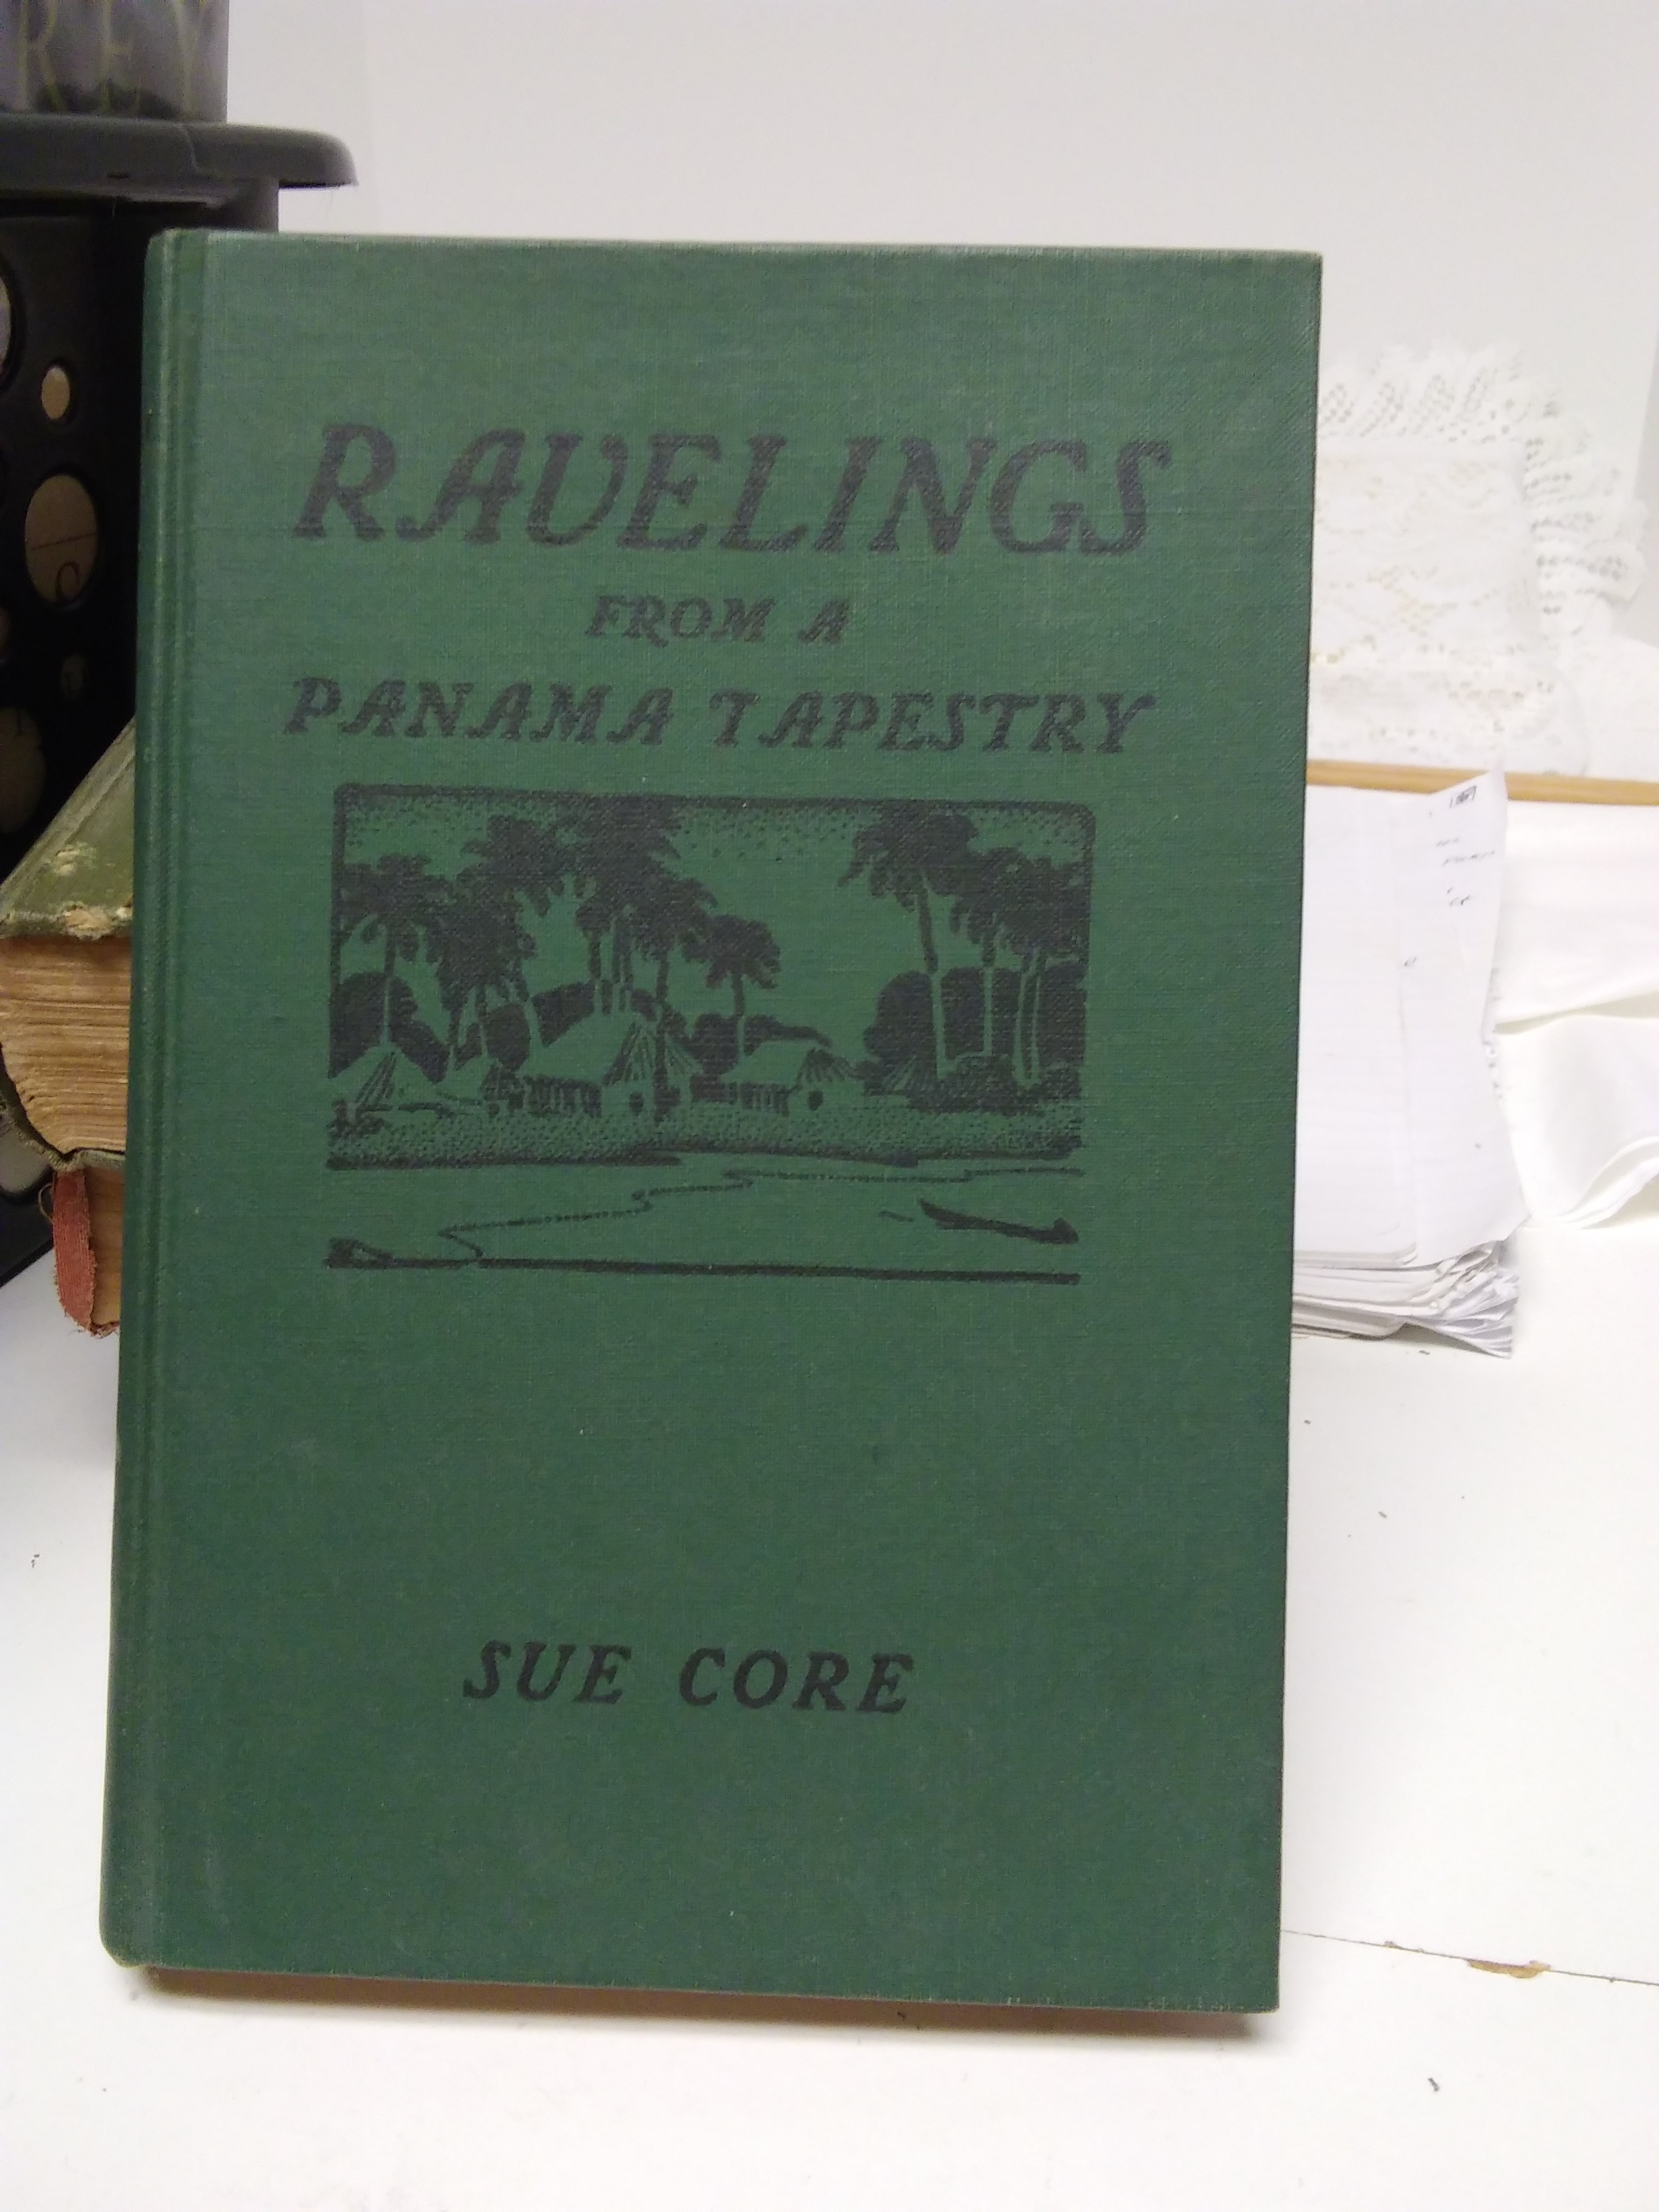 RAVELINGS
FROM A
PANAMA TAPESTRY
SUE CORE